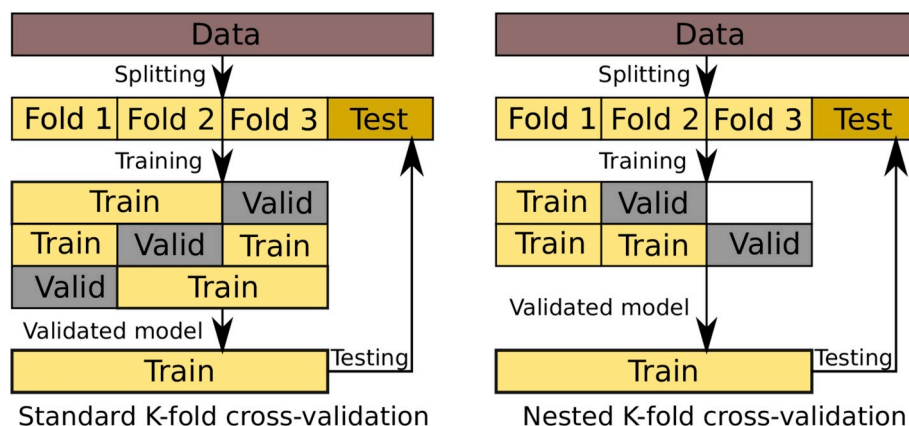 Data
Splitting
Fold 1 Fold 2 Fold 3 Test
Training
Train Valid
Train Valid Train
Valid Train
Validated model
Train Testing
Standard K-fold cross-validation
Data
Splitting
Fold 1 Fold 2 Fold 3 Test
Training
Train Valid
Train Train Valid
Validated model
Train Testing
Nested K-fold cross-validation